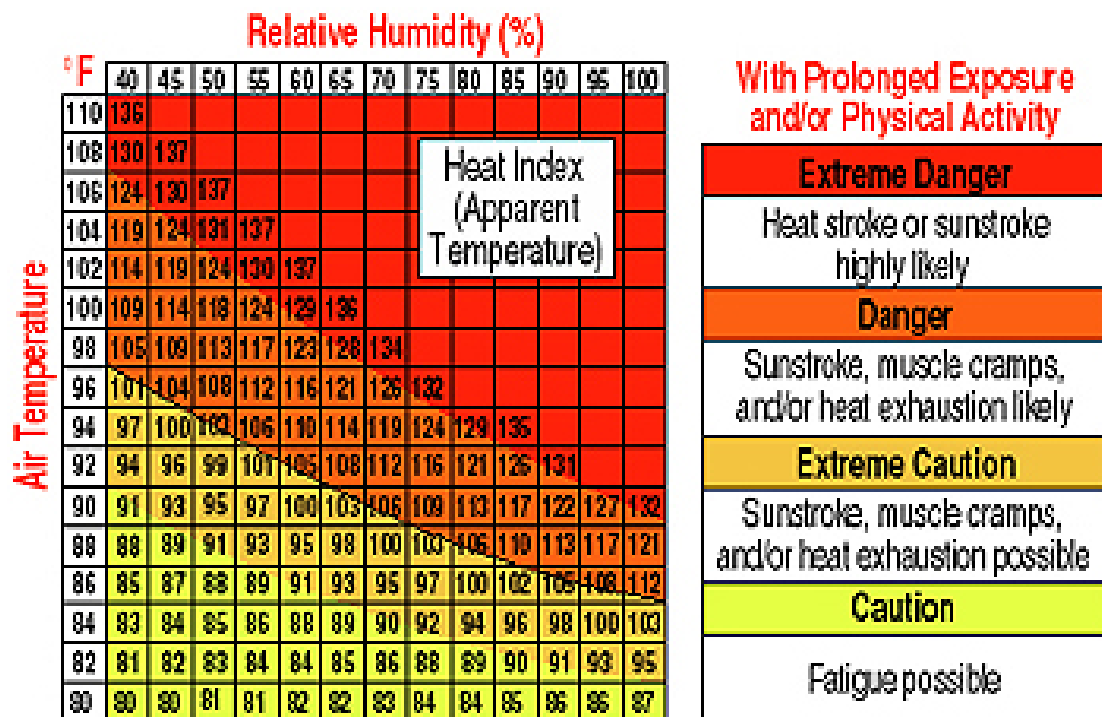 Relative Humidity (%)
°F 40 45 50 55 60 65 70 75 80 85 90 95 100
110 136
108 130 137
106 124 130 137
104 119 124 131 137
102 114 119 124 130 137
100 109 114 118 124 129 136
98 105 109 113 117 123 128 134
96 101 104 108 112 116 121 126 132
94 97 100 102 106 110 114 119 124 129 135
92 94 96 99 101 105 108 112 116 121 126 131
90 91 93 95 97 100 103 106 109 113 117 122 127 132
88 88 89 91 93 95 98 100 103 106 110 113 117 121
86 85 87 88 89 91 93 95 97 100 102 105 108 112
84 83 84 85 86 88 89 90 92 94 96 98 100 103
82 81 82 83 84 84 85 86 88 89 90 91 93 95
80 80 80 81 81 82 82 83 84 84 85 86 86 87
Air Temperature
Heat Index
(Apparent
Temperature)
With Prolonged Exposure
and/or Physical Activity
Extreme Danger
Heat stroke or sunstroke
highly likely
Danger
Sunstroke, muscle cramps,
and/or heat exhaustion likely
Extreme Caution
Sunstroke, muscle cramps,
and/or heat exhaustion possible
Caution
Fatigue possible